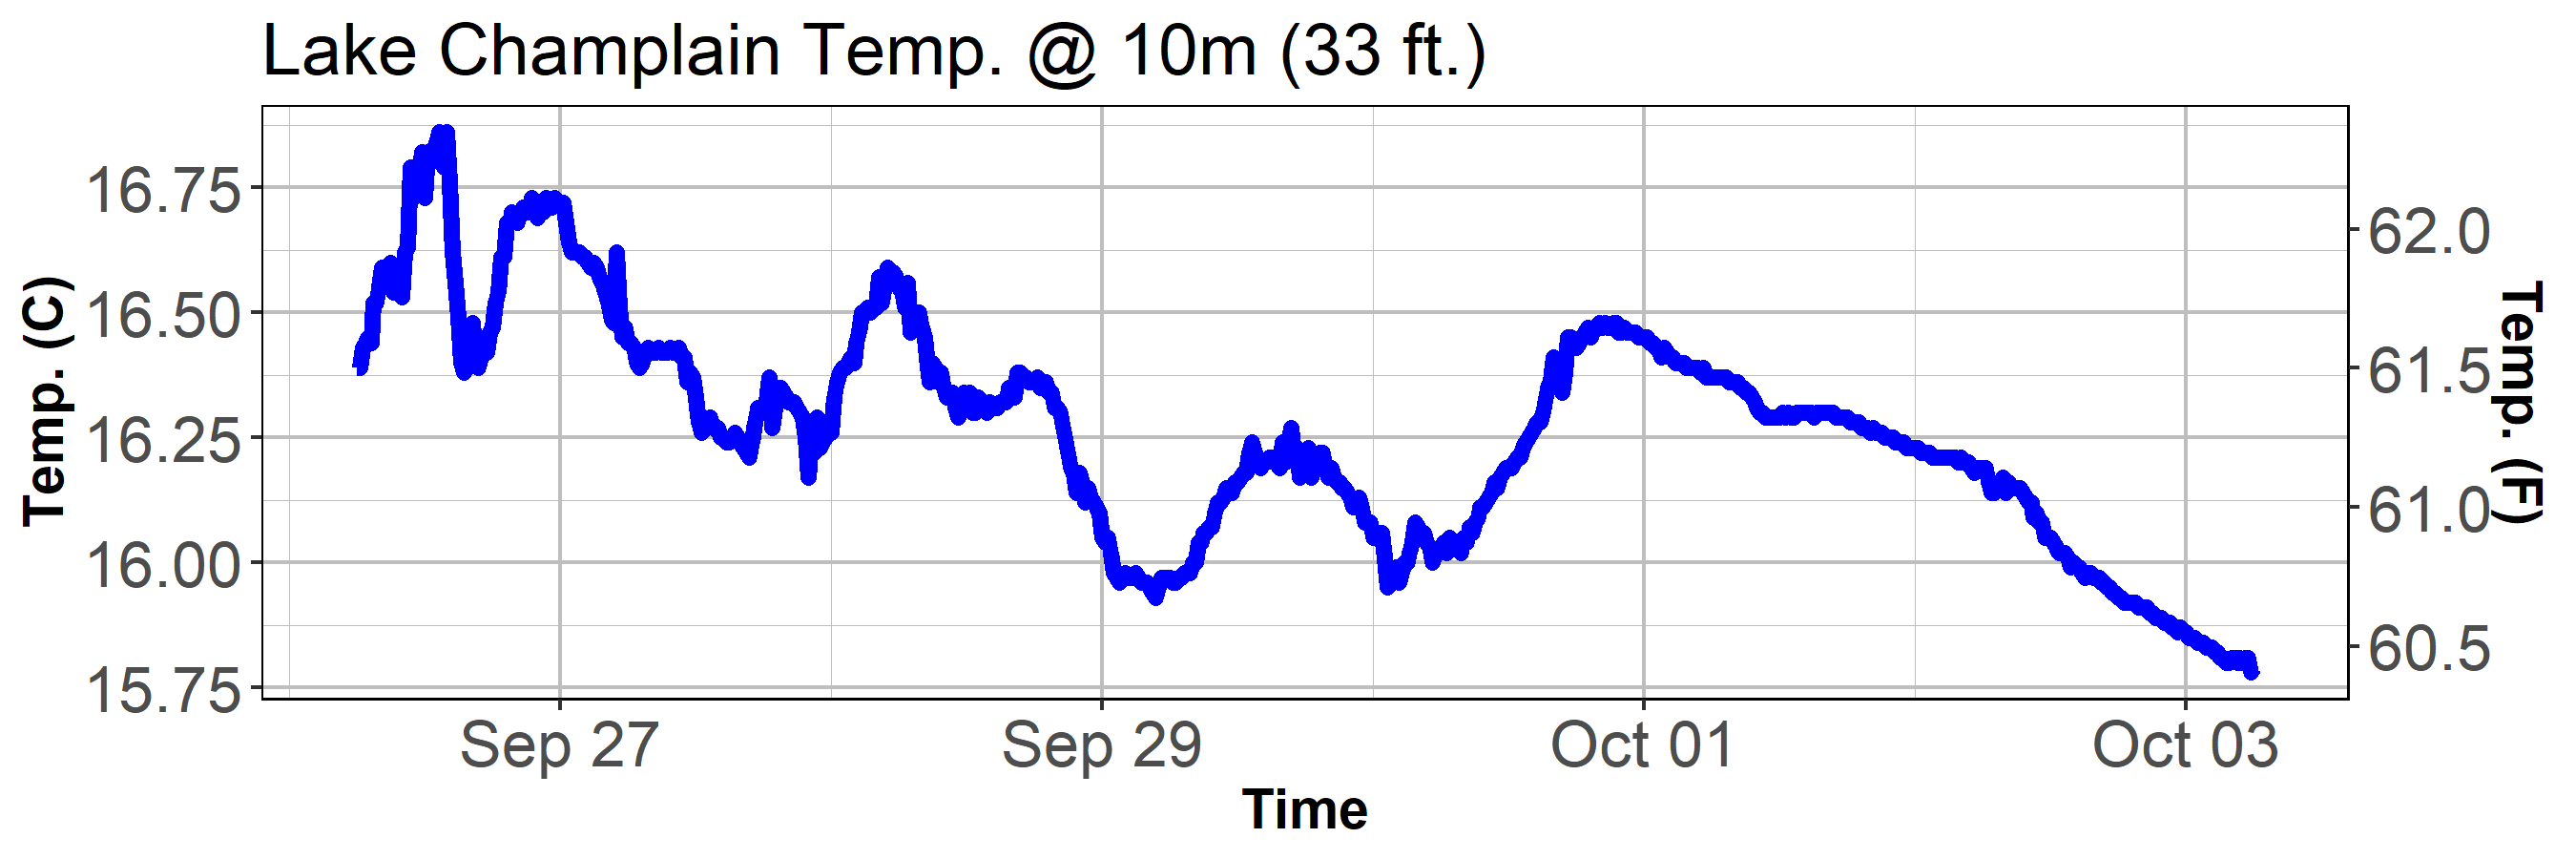 Lake Champlain Temp. @ 10m (33 ft.)
Temp. (C)
16.75
16.50
16.25
16.00
15.75
62.0
61.5
61.0
60.5
Temp. (F)
Sep 27 Sep 29 Oct 01 Oct 03
Time